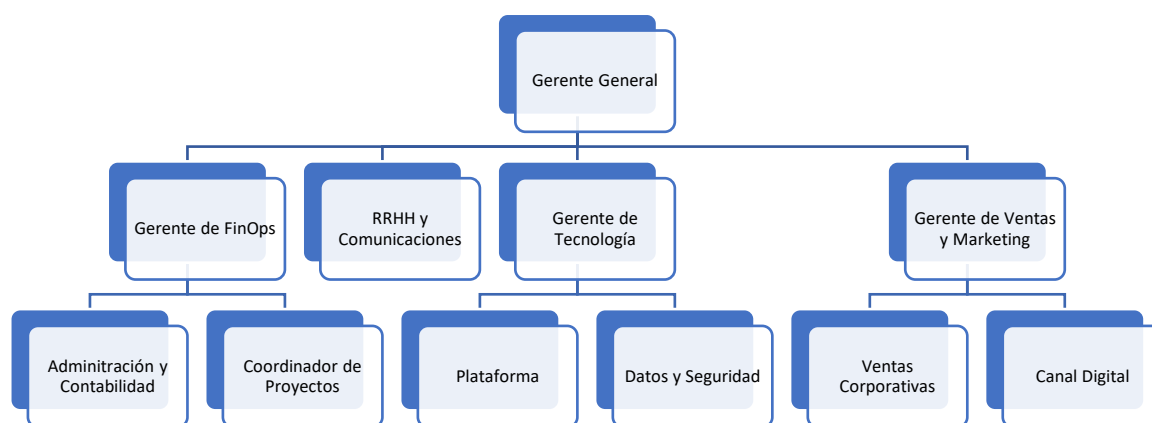 Gerente General
Gerente de FinOps
RRHH y
Comunicaciones
Gerente de
Tecnología
Gerente de Ventas
y Marketing
Adminitración y
Contabilidad
Coordinador de
Proyectos
Plataforma
Datos y Seguridad
Ventas
Corporativas
Canal Digital